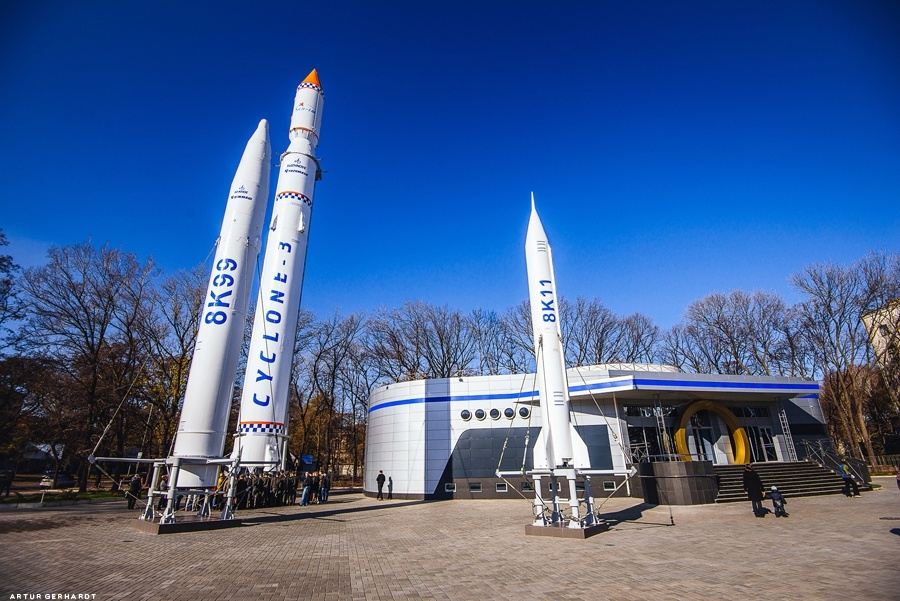 8K99
CYCLONE-3
8K11
ARTUR GERHARDT